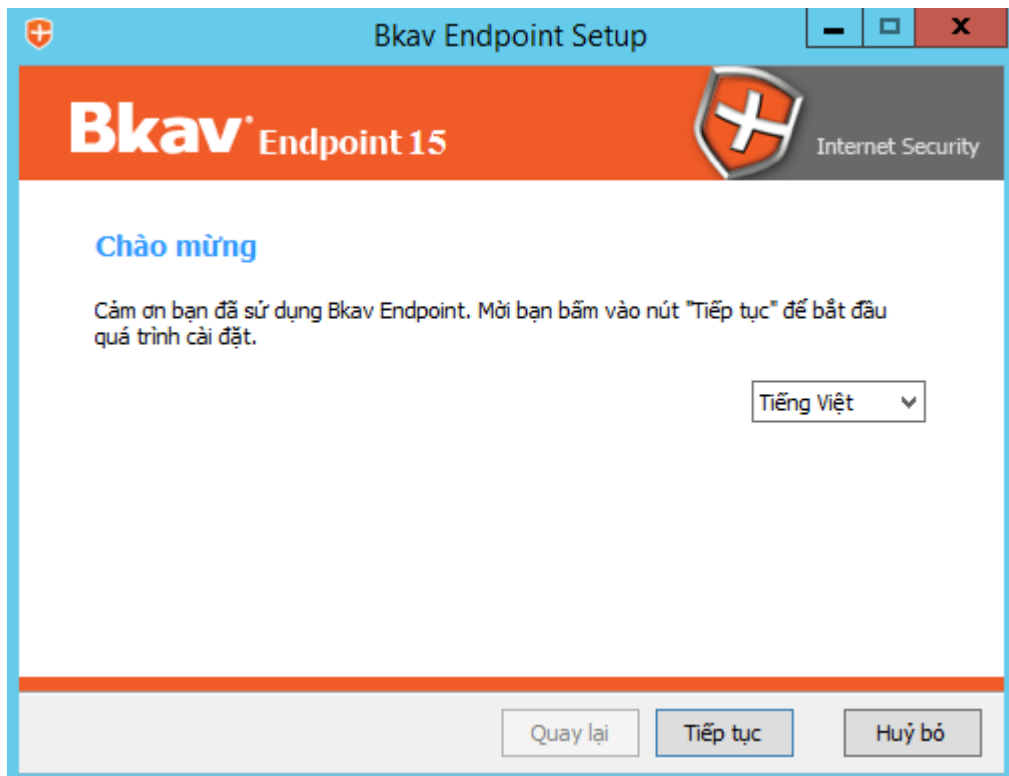 Bkav Endpoint Setup
Bkav Endpoint 15
Internet Security
Chào mừng
Cảm ơn bạn đã sử dụng Bkav Endpoint. Mời bạn bấm vào nút "Tiếp tục" để bắt đầu
quá trình cài đặt.
Tiếng Việt
Quay lại
Tiếp tục
Huỷ bỏ